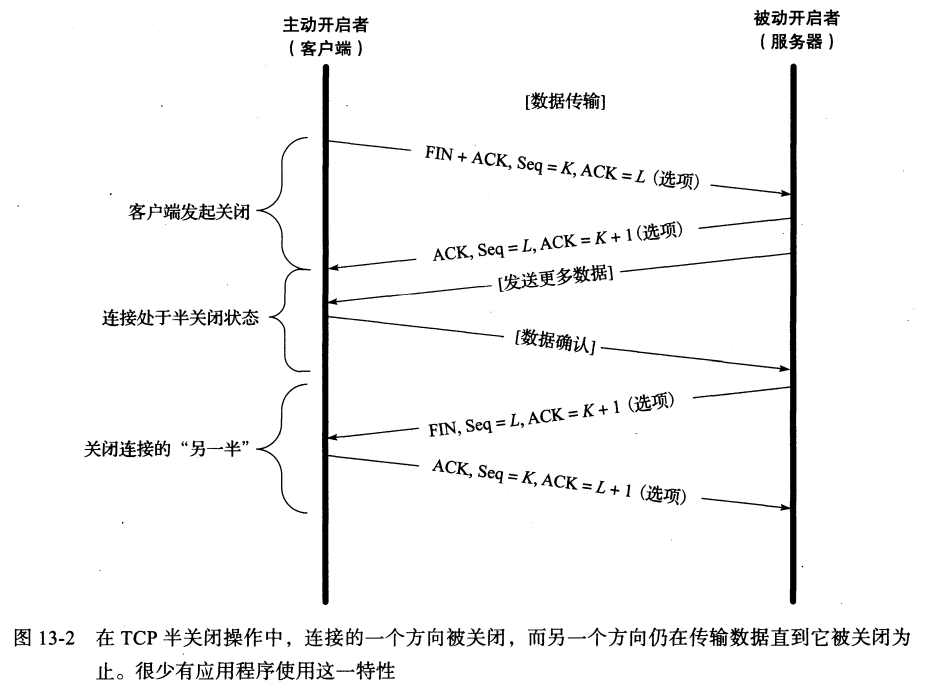 主动开启者
（客户端）
被动开启者
（服务器）
[数据传输]
FIN + ACK, Seq = K, ACK = L (选项)
客户端发起关闭
ACK, Seq = L, ACK = K + 1 (选项)
[发送更多数据]
连接处于半关闭状态
[数据确认]
FIN, Seq = L, ACK = K + 1 (选项)
关闭连接的“另一半”
ACK, Seq = K, ACK = L + 1 (选项)
图 13-2 在 TCP 半关闭操作中，连接的一个方向被关闭，而另一个方向仍在传输数据直到它被关闭为
止。很少有应用程序使用这一特性